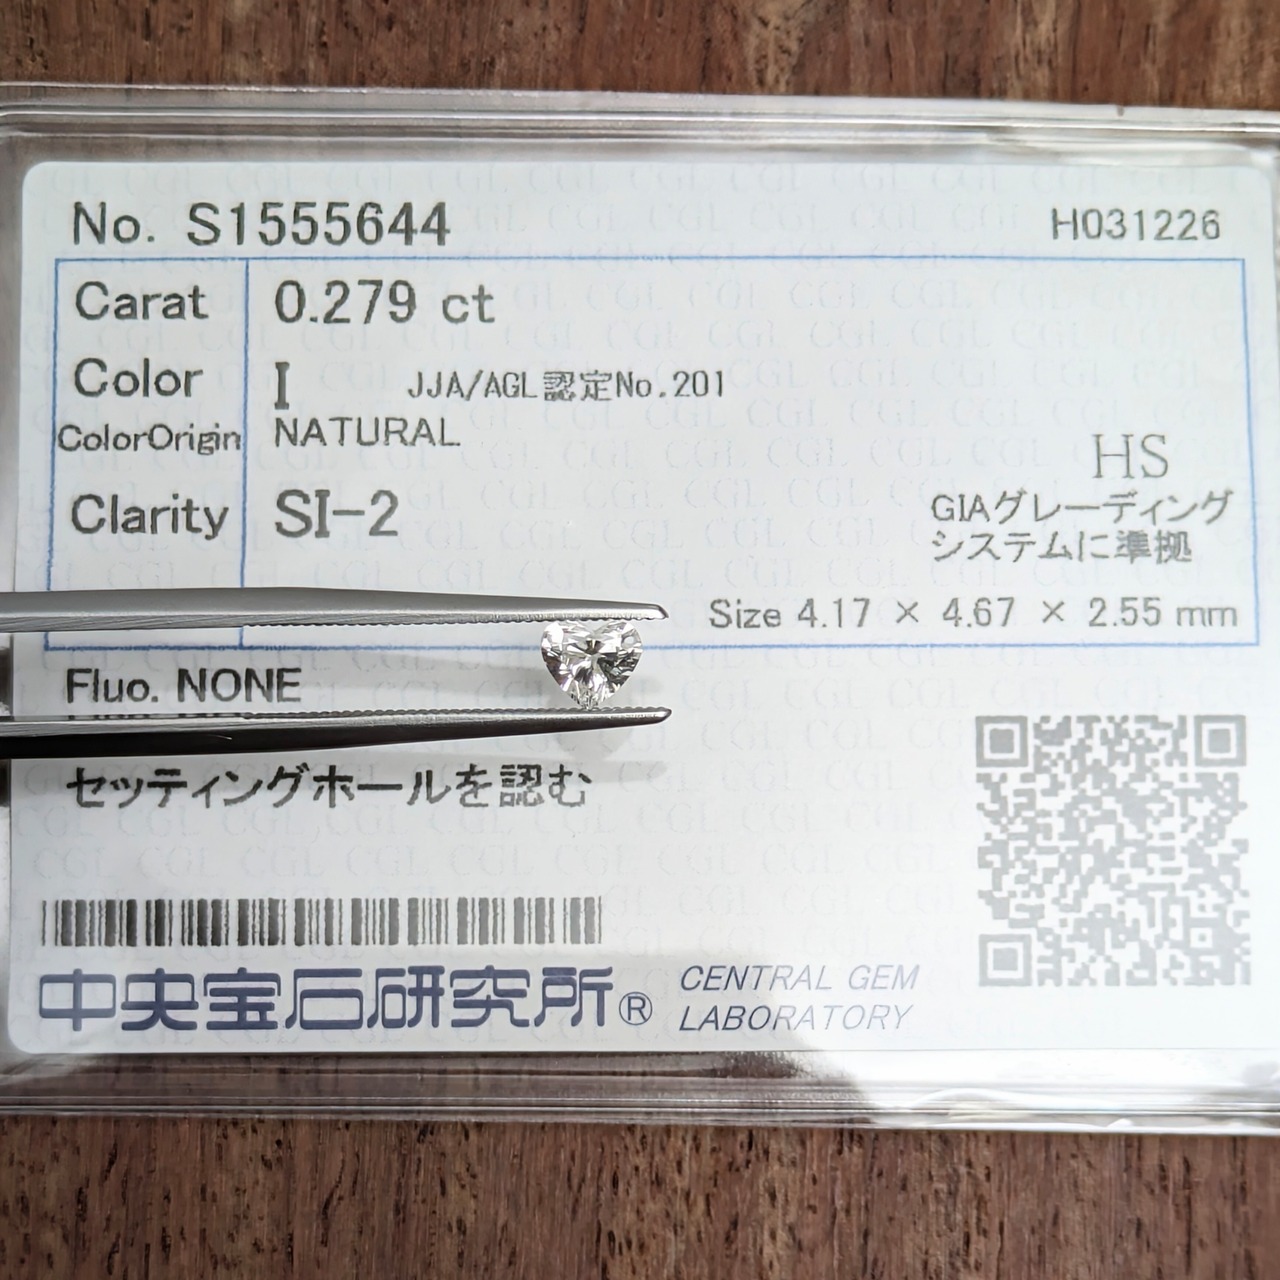 No. S1555644
H031226
Carat 0.279 ct
Color I JJA/AGL認定No.201
ColorOrigin NATURAL
HS
Clarity SI-2
GIAグレーディング
システムに準拠
Size 4.17 × 4.67 × 2.55 mm
Fluo. NONE
セッティングホールを認む
中央宝石研究所® CENTRAL GEM
LABORATORY